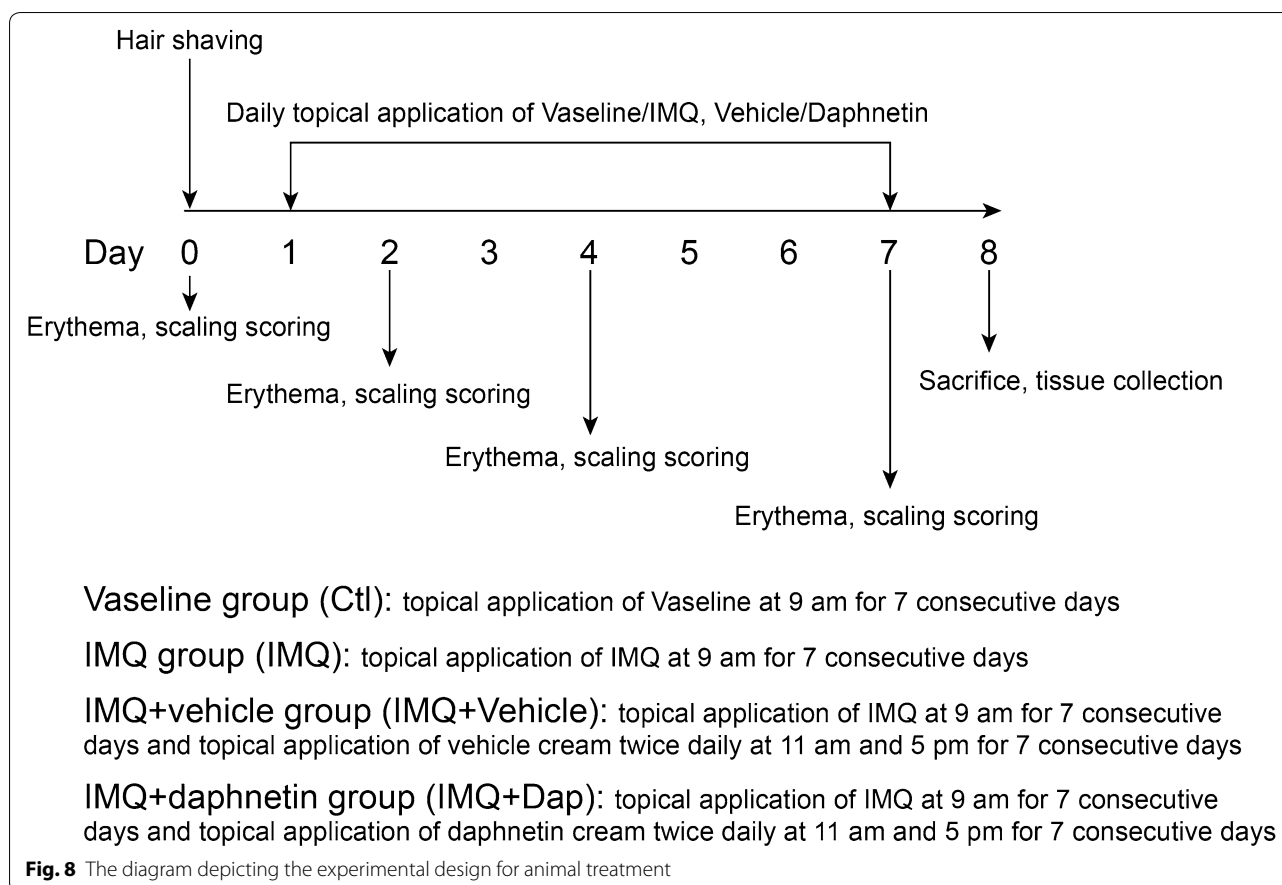 Hair shaving
Daily topical application of Vaseline/IMQ, Vehicle/Daphnetin
Day 0 1 2 3 4 5 6 7 8
Erythema, scaling scoring
Erythema, scaling scoring
Sacrifice, tissue collection
Erythema, scaling scoring
Erythema, scaling scoring
Vaseline group (Ctl): topical application of Vaseline at 9 am for 7 consecutive days
IMQ group (IMQ): topical application of IMQ at 9 am for 7 consecutive days
IMQ+vehicle group (IMQ+Vehicle): topical application of IMQ at 9 am for 7 consecutive
days and topical application of vehicle cream twice daily at 11 am and 5 pm for 7 consecutive days
IMQ+daphnetin group (IMQ+Dap): topical application of IMQ at 9 am for 7 consecutive
days and topical application of daphnetin cream twice daily at 11 am and 5 pm for 7 consecutive days
Fig. 8 The diagram depicting the experimental design for animal treatment